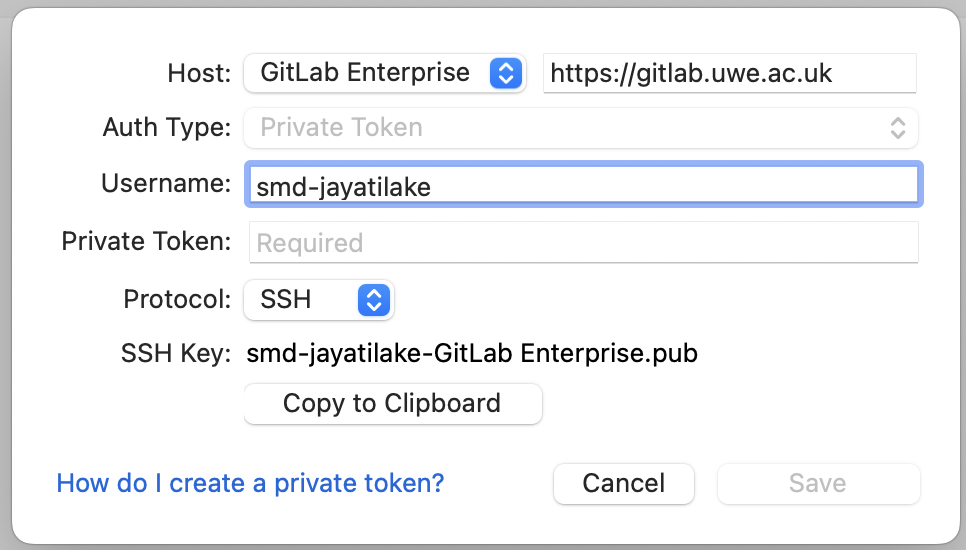 Host: GitLab Enterprise https://gitlab.uwe.ac.uk
Auth Type: Private Token
Username: smd-jayatilake
Private Token: Required
Protocol: SSH
SSH Key: smd-jayatilake-GitLab Enterprise.pub
Copy to Clipboard
How do I create a private token? Cancel Save